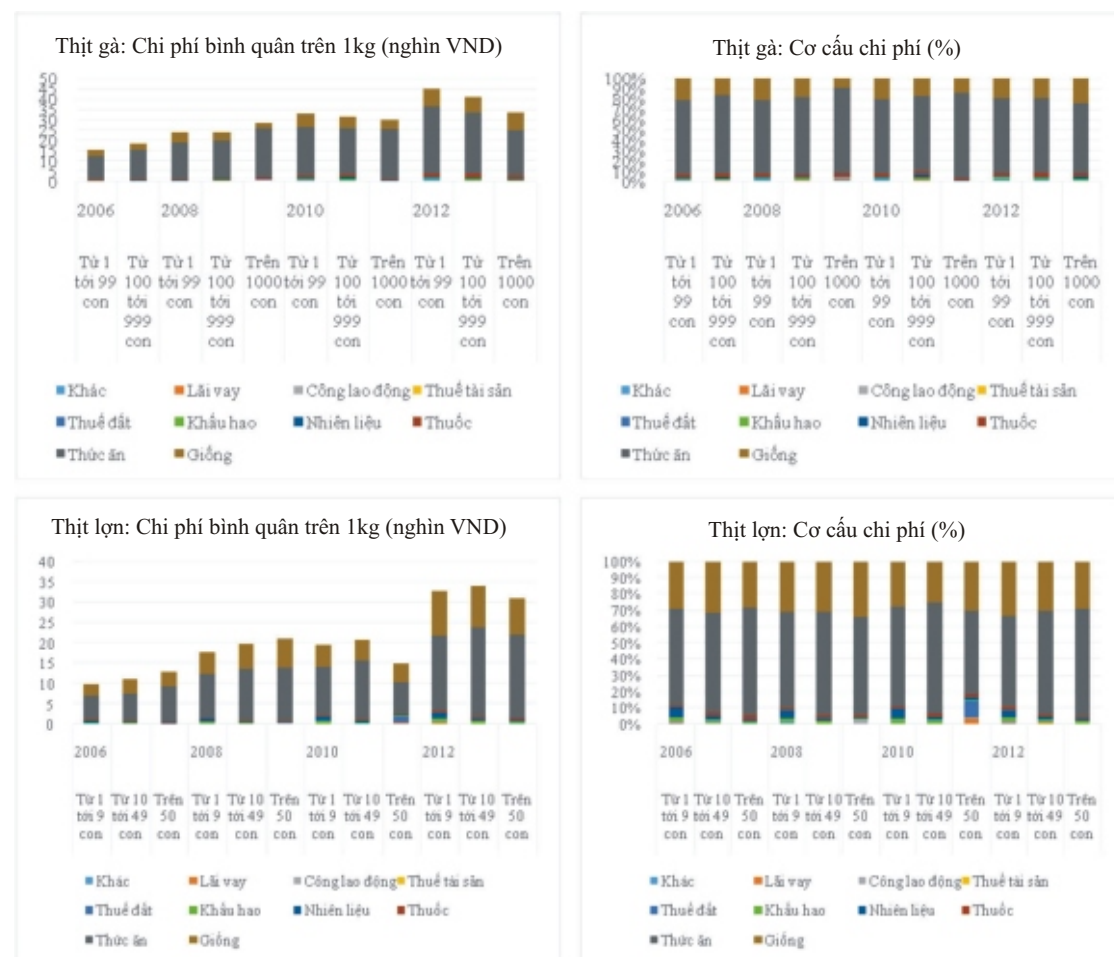 Thịt gà: Chi phí bình quân trên 1kg (nghìn VND)
50
45
40
35
30
25
20
15
10
5
0
2006 2008 2010 2012
Từ 1 Từ Từ 1 Từ Trên Từ 1 Từ Trên Từ 1 Từ Trên
tới 99 100 tới 99 100 1000 tới 99 100 1000 tới 99 100 1000
con tới con tới con con tới con con tới con
999 999 999 999
con con con con
Khác Lãi vay Công lao động Thuế tài sản
Thuế đất Khấu hao Nhiên liệu Thuốc
Thức ăn Giống
Thịt gà: Cơ cấu chi phí (%)
100%
90%
80%
70%
60%
50%
40%
30%
20%
10%
0%
2006 2008 2010 2012
Từ 1 Từ Từ 1 Từ Trên Từ 1 Từ Trên Từ 1 Từ Trên
tới 100 tới 100 1000 tới 100 1000 tới 100 1000
99 tới 99 tới con 99 tới con 99 tới con
con 999 con 999 con 999 con 999
con con con con
Khác Lãi vay Công lao động Thuế tài sản
Thuế đất Khấu hao Nhiên liệu Thuốc
Thức ăn Giống
Thịt lợn: Chi phí bình quân trên 1kg (nghìn VND)
40
35
30
25
20
15
10
5
0
2006 2008 2010 2012
Từ 1 Từ 10 Trên Từ 1 Từ 10 Trên Từ 1 Từ 10 Trên Từ 1 Từ 10 Trên
tới 9 tới 49 50 tới 9 tới 49 50 tới 9 tới 49 50 tới 9 tới 49 50
con con con con con con con con con con con con
Khác Lãi vay Công lao động Thuế tài sản
Thuế đất Khấu hao Nhiên liệu Thuốc
Thức ăn Giống
Thịt lợn: Cơ cấu chi phí (%)
100%
90%
80%
70%
60%
50%
40%
30%
20%
10%
0%
2006 2008 2010 2012
Từ 1 Từ 10 Trên Từ 1 Từ 10 Trên Từ 1 Từ 10 Trên Từ 1 Từ 10 Trên
tới 9 tới 49 50 tới 9 tới 49 50 tới 9 tới 49 50 tới 9 tới 49 50
con con con con con con con con con con con con
Khác Lãi vay Công lao động Thuế tài sản
Thuế đất Khấu hao Nhiên liệu Thuốc
Thức ăn Giống